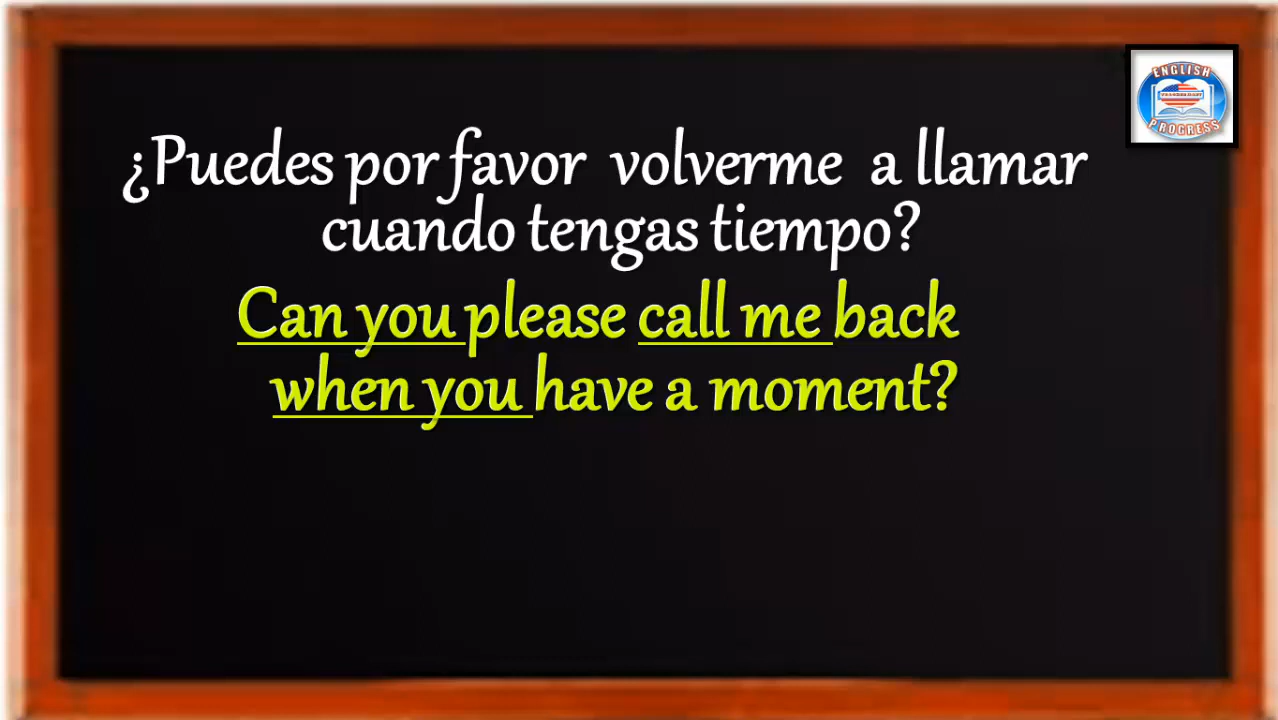 ¿Puedes por favor volverme a llamar
cuando tengas tiempo?
Can you please call me back
when you have a moment?
ENGLISH
PROGRESS